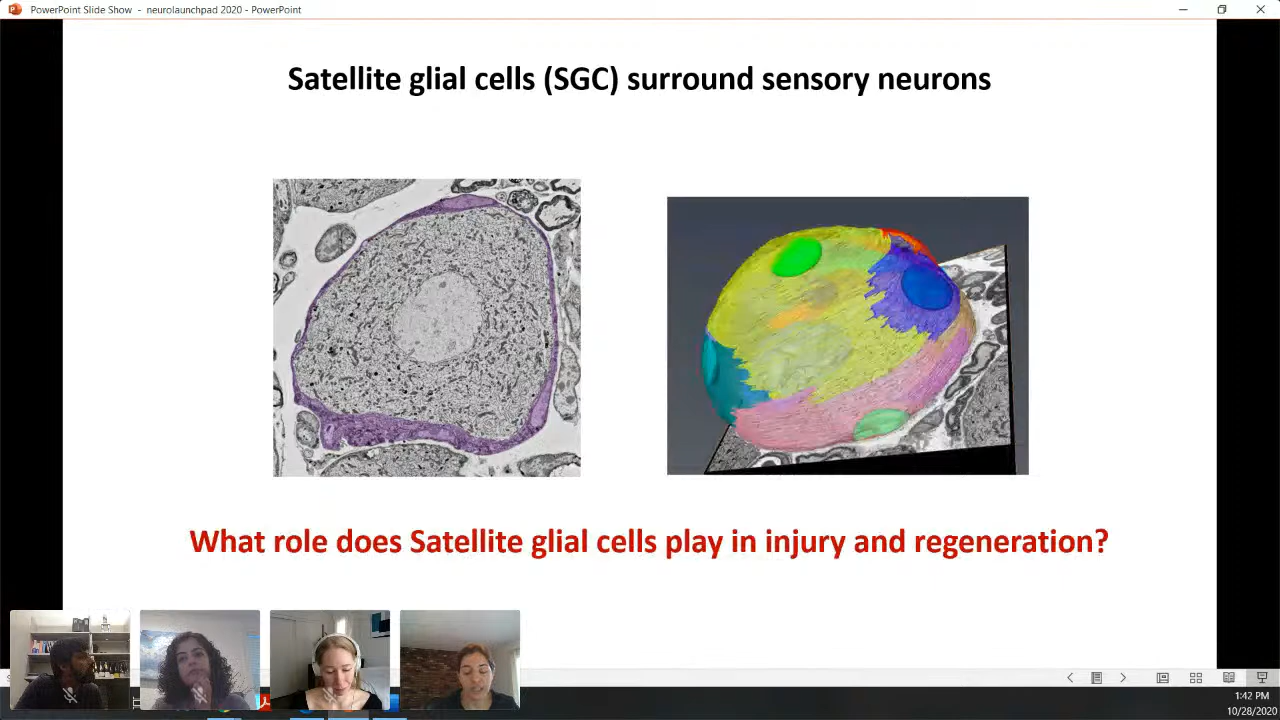 PowerPoint Slide Show - neurolaunchpad 2020 - PowerPoint
Satellite glial cells (SGC) surround sensory neurons
What role does Satellite glial cells play in injury and regeneration?
1:42 PM
10/28/2020